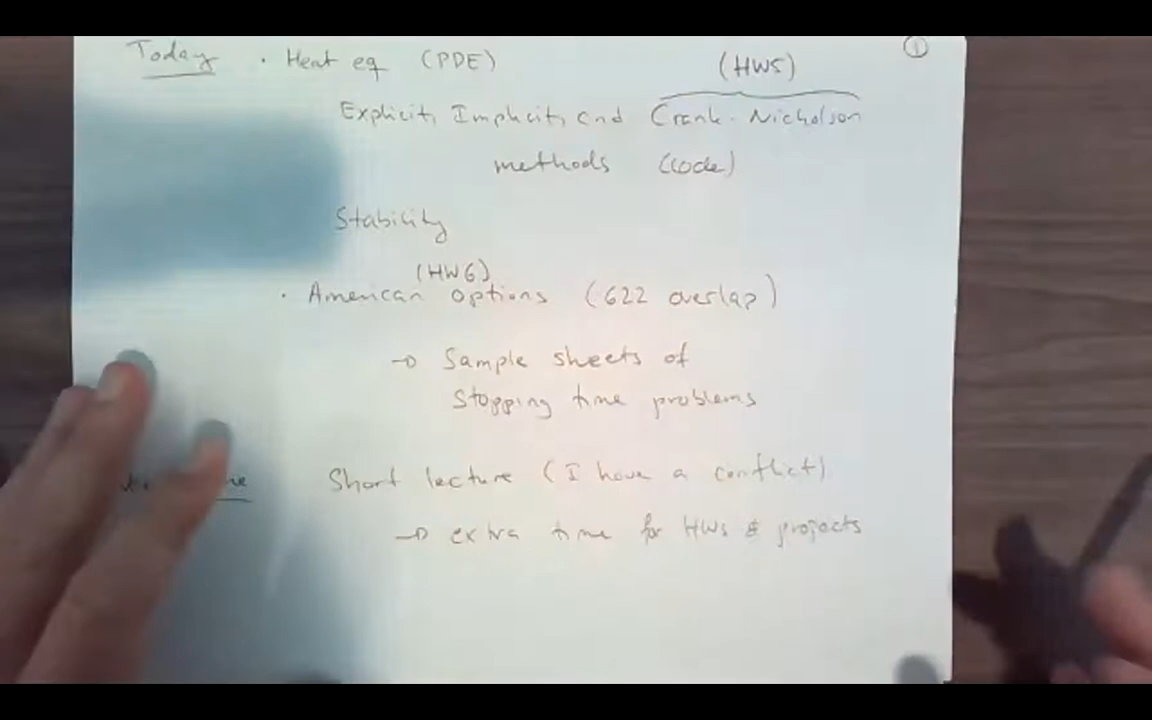 Today · Heat eq (PDE) (HW5) ①
Explicit, Implicit, and Crank-Nicholson
methods (code)
Stability
(HW6)
· American options (622 overlap)
→ Sample sheets of
stopping time problems
Short lecture (I have a conflict)
→ extra time for HWs & projects